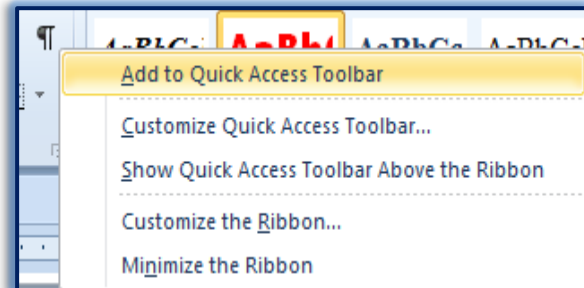 ¶
Add to Quick Access Toolbar
Customize Quick Access Toolbar...
Show Quick Access Toolbar Above the Ribbon
Customize the Ribbon...
Minimize the Ribbon